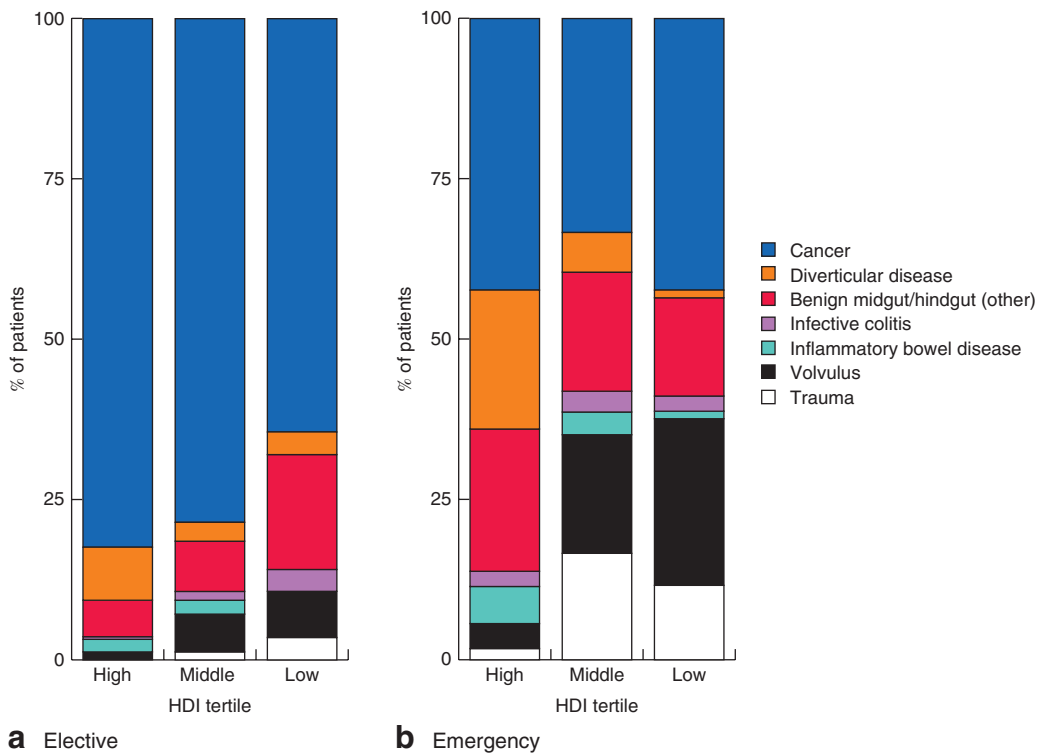 100
75
50
25
0
% of patients
High
Middle
Low
HDI tertile
a Elective
100
75
50
25
0
% of patients
High
Middle
Low
HDI tertile
b Emergency
Cancer
Diverticular disease
Benign midgut/hindgut (other)
Infective colitis
Inflammatory bowel disease
Volvulus
Trauma